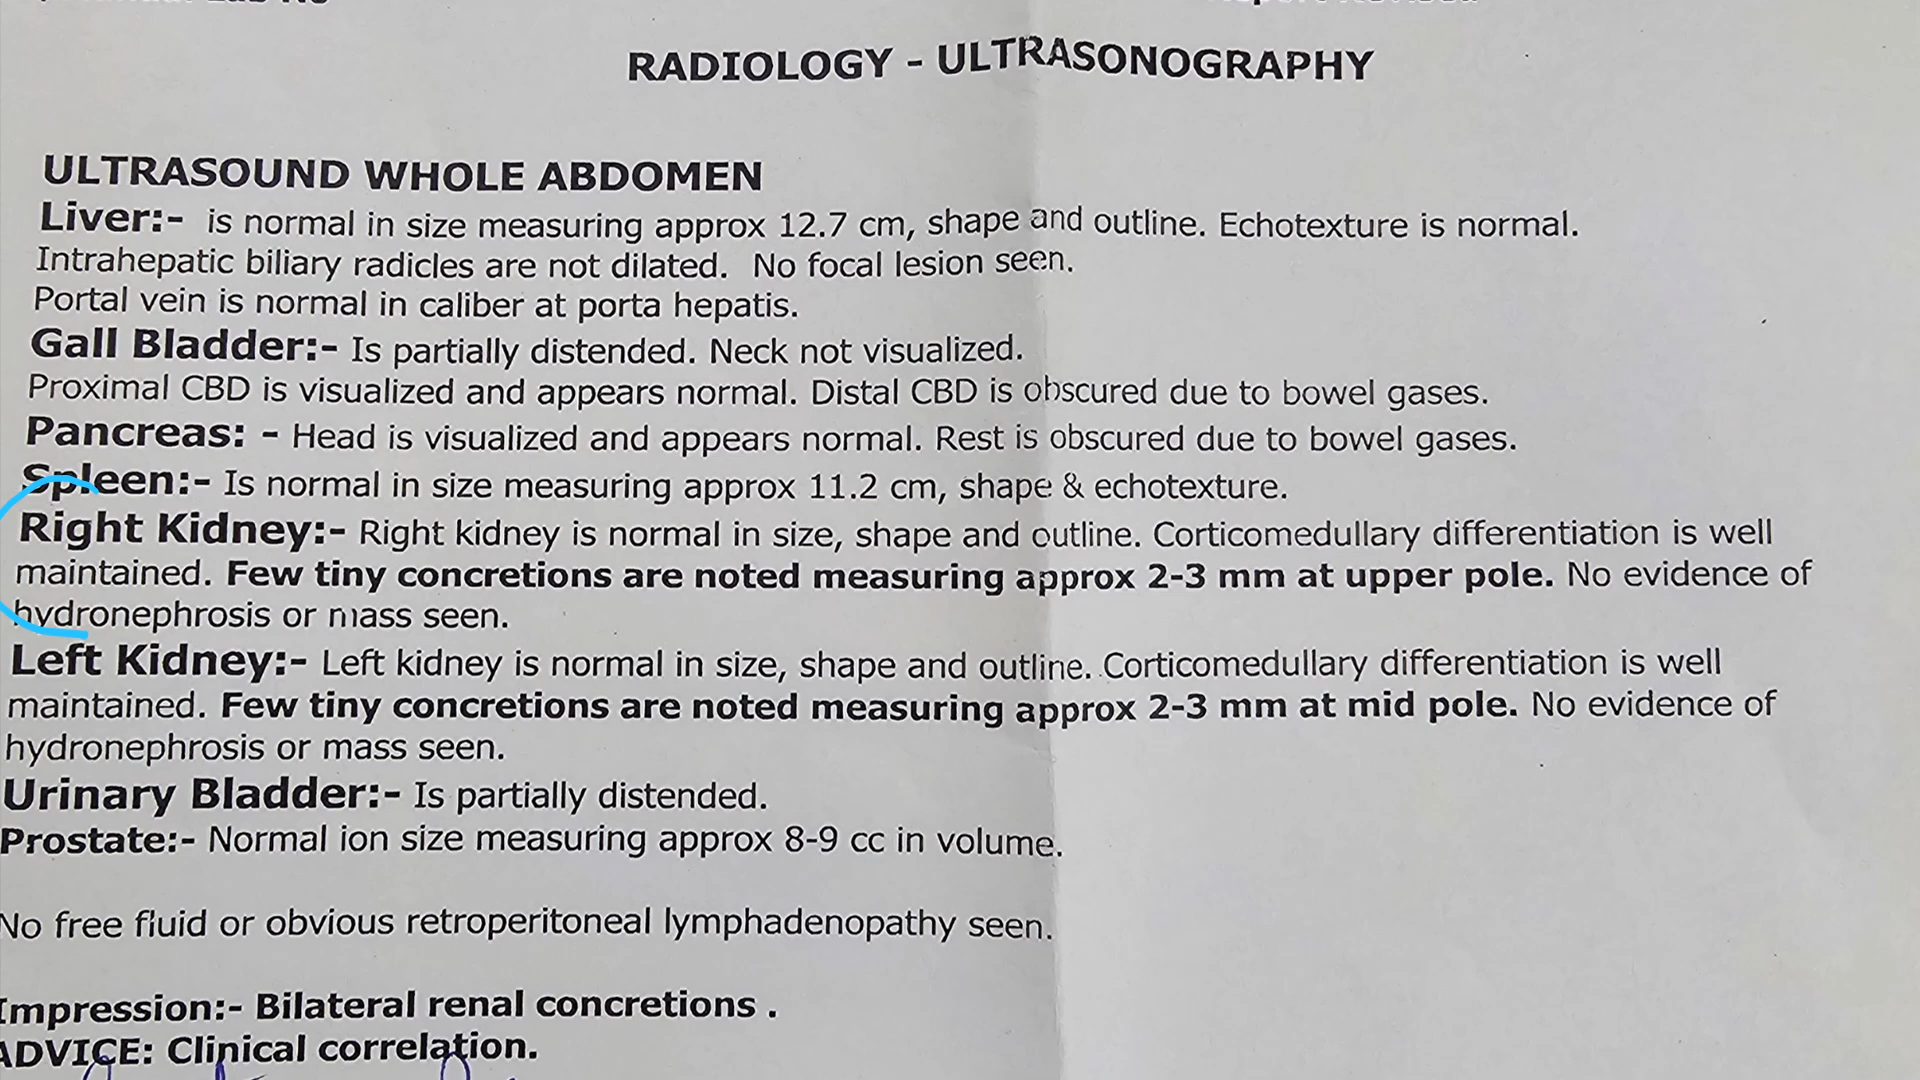 RADIOLOGY - ULTRASONOGRAPHY
ULTRASOUND WHOLE ABDOMEN
Liver:- is normal in size measuring approx 12.7 cm, shape and outline. Echotexture is normal.
Intrahepatic biliary radicles are not dilated. No focal lesion seen.
Portal vein is normal in caliber at porta hepatis.
Gall Bladder:- Is partially distended. Neck not visualized.
Proximal CBD is visualized and appears normal. Distal CBD is obscured due to bowel gases.
Pancreas: - Head is visualized and appears normal. Rest is obscured due to bowel gases.
Spleen:- Is normal in size measuring approx 11.2 cm, shape & echotexture.
Right Kidney:- Right kidney is normal in size, shape and outline. Corticomedullary differentiation is well
maintained. Few tiny concretions are noted measuring approx 2-3 mm at upper pole. No evidence of
hydronephrosis or mass seen.
Left Kidney:- Left kidney is normal in size, shape and outline. Corticomedullary differentiation is well
maintained. Few tiny concretions are noted measuring approx 2-3 mm at mid pole. No evidence of
hydronephrosis or mass seen.
Urinary Bladder:- Is partially distended.
Prostate:- Normal ion size measuring approx 8-9 cc in volume.
No free fluid or obvious retroperitoneal lymphadenopathy seen.
Impression:- Bilateral renal concretions .
ADVICE: Clinical correlation.